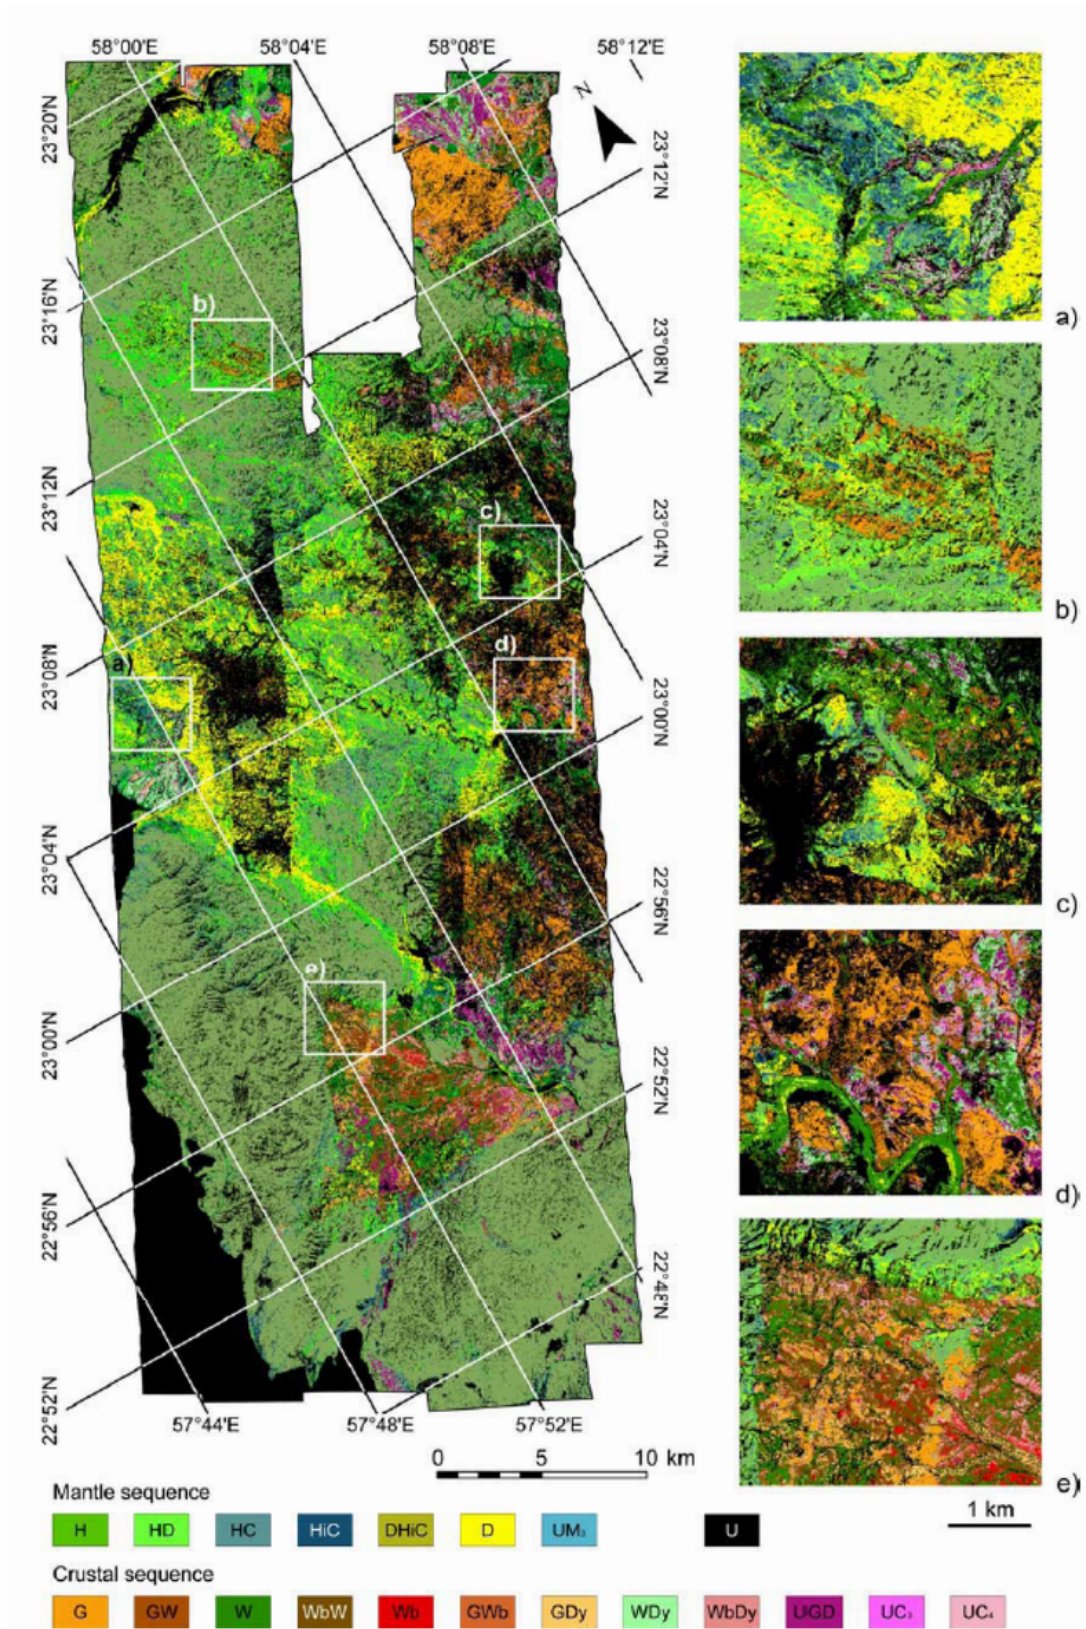 58°00'E 58°04'E 58°08'E 58°12'E
N
23°20'N
23°16'N
23°12'N
23°08'N
23°04'N
23°00'N
22°56'N
22°52'N
23°12'N
23°08'N
23°04'N
23°00'N
22°56'N
22°52'N
22°48'N
b)
c)
d)
a)
e)
57°44'E 57°48'E 57°52'E
0 5 10 km
a)
b)
c)
d)
e)
1 km
Mantle sequence
H HD HC HiC DHiC D UM₃ U
Crustal sequence
G GW W WbW Wb GWb GDy WDy WbDy UGD UC₃ UC₄